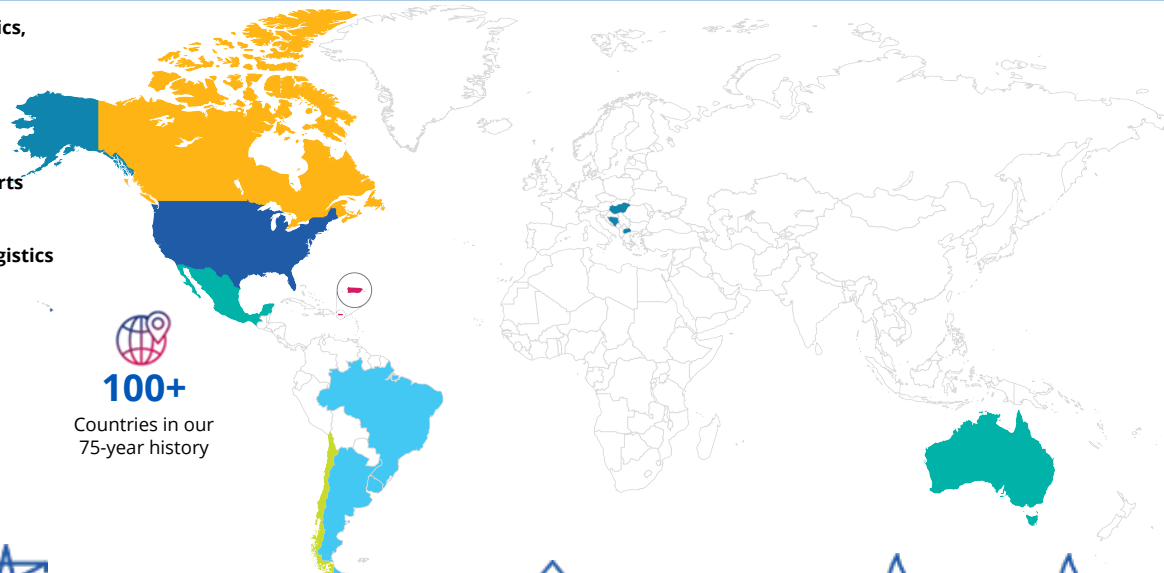 ics,
rts
gistics
100+
Countries in our
75-year history